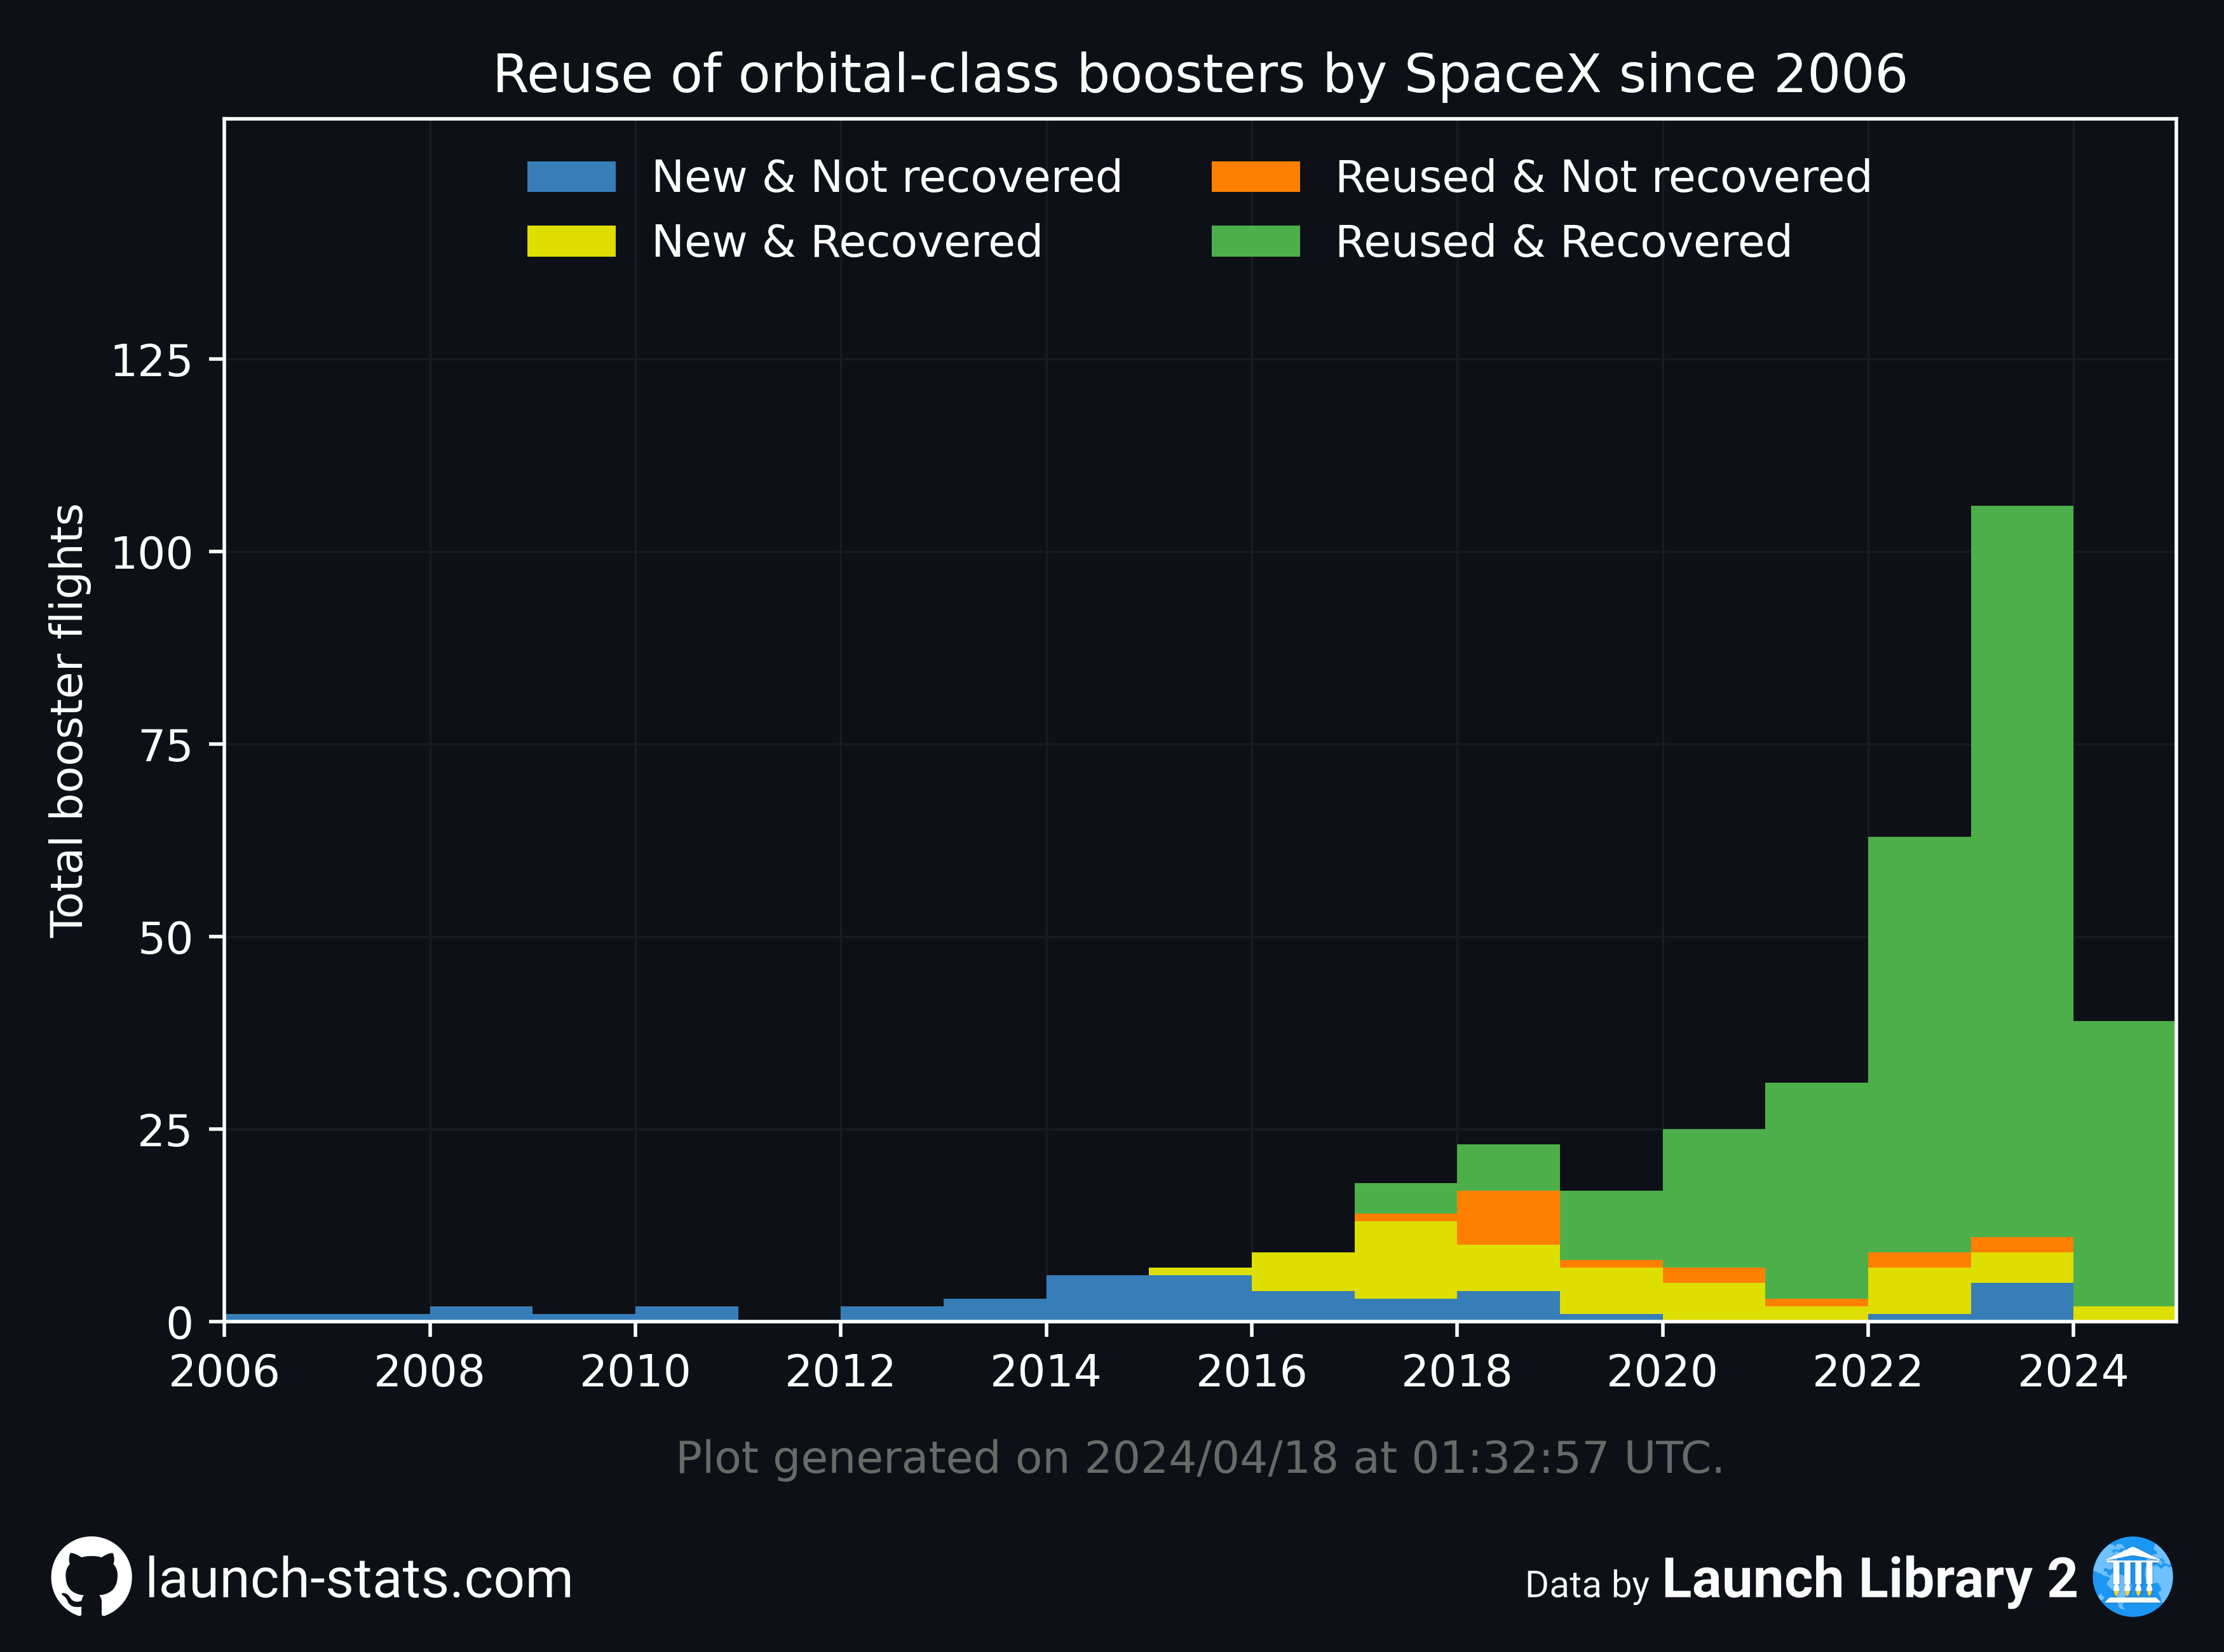 Reuse of orbital-class boosters by SpaceX since 2006
New & Not recovered
New & Recovered
Reused & Not recovered
Reused & Recovered
Total booster flights
125
100
75
50
25
0
2006 2008 2010 2012 2014 2016 2018 2020 2022 2024
Plot generated on 2024/04/18 at 01:32:57 UTC.
launch-stats.com
Data by Launch Library 2